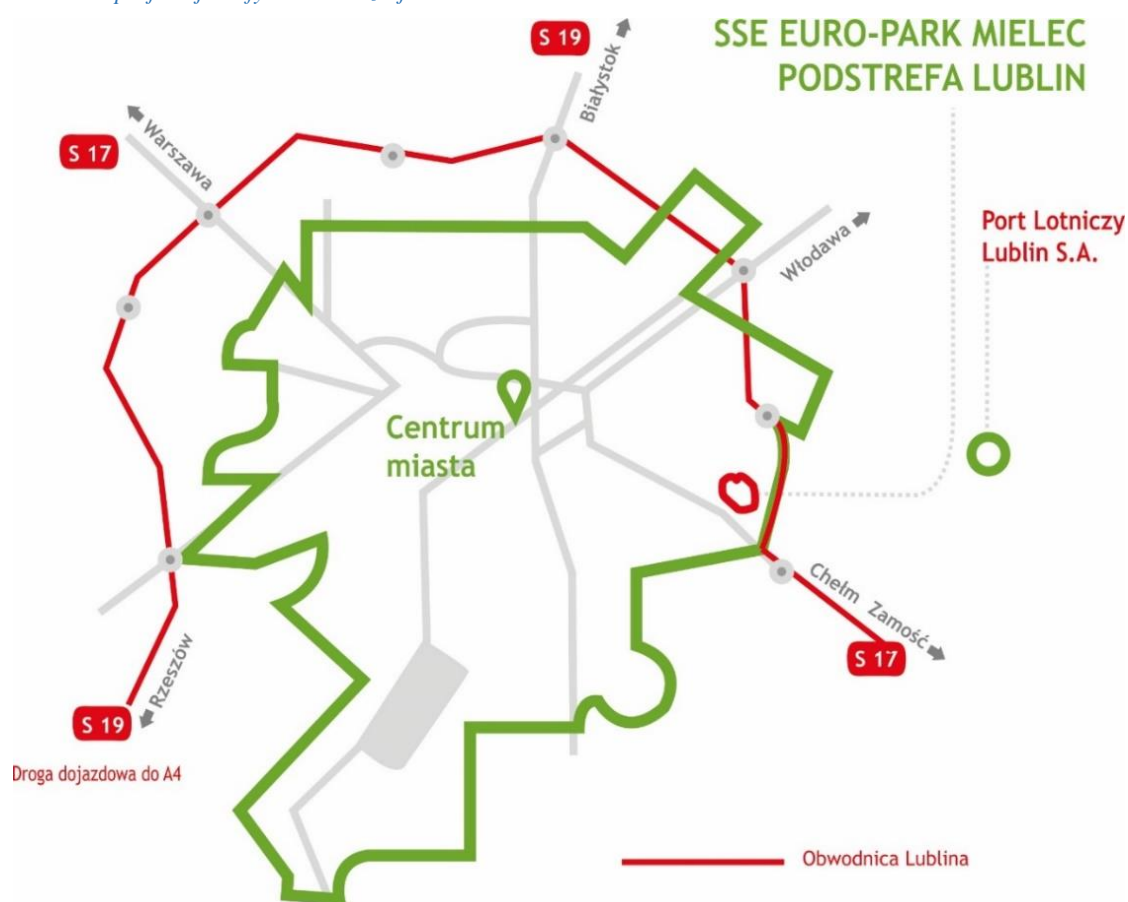 S 19
Białystok
SSE EURO-PARK MIELEC
PODSTREFA LUBLIN
S 17
Warszawa
Port Lotniczy
Lublin S.A.
Włodawa
Centrum
miasta
Chełm Zamość
S 17
Rzeszów
S 19
Droga dojazdowa do A4
Obwodnica Lublina